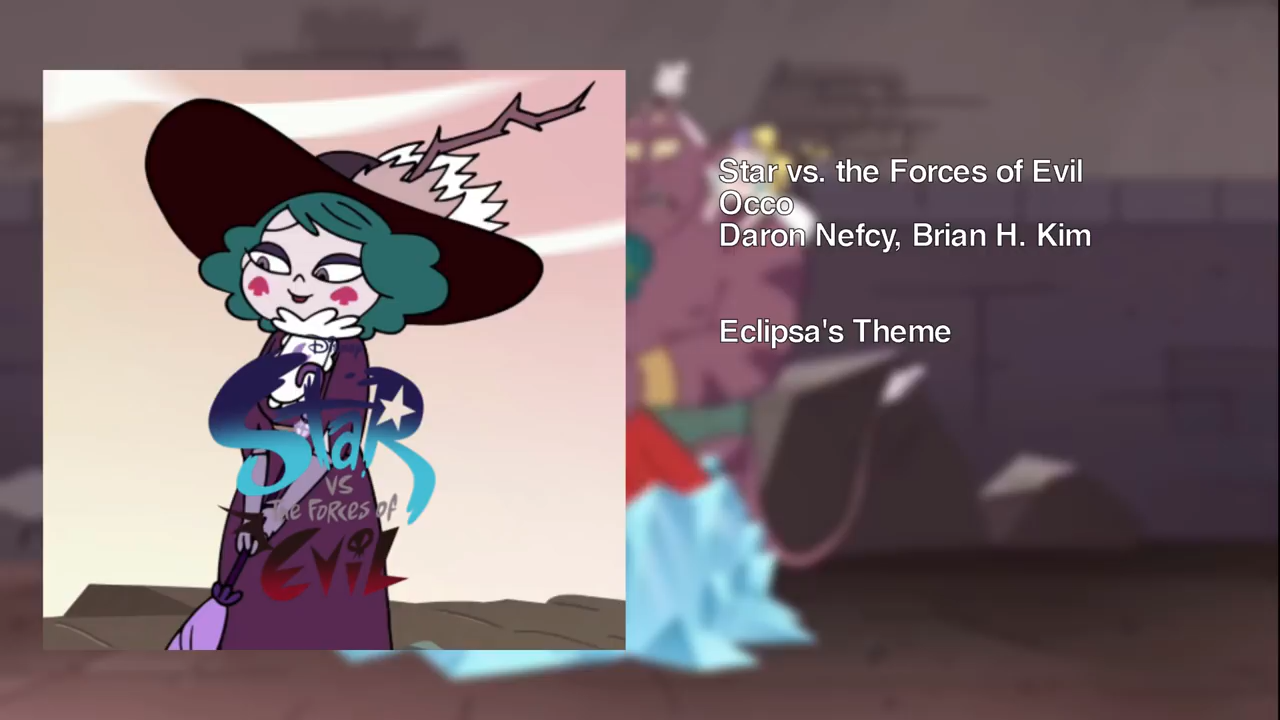 Star vs. the Forces of Evil
Occo
Daron Nefcy, Brian H. Kim
Eclipsa's Theme
STAR
VS
The FORCES of
EViL